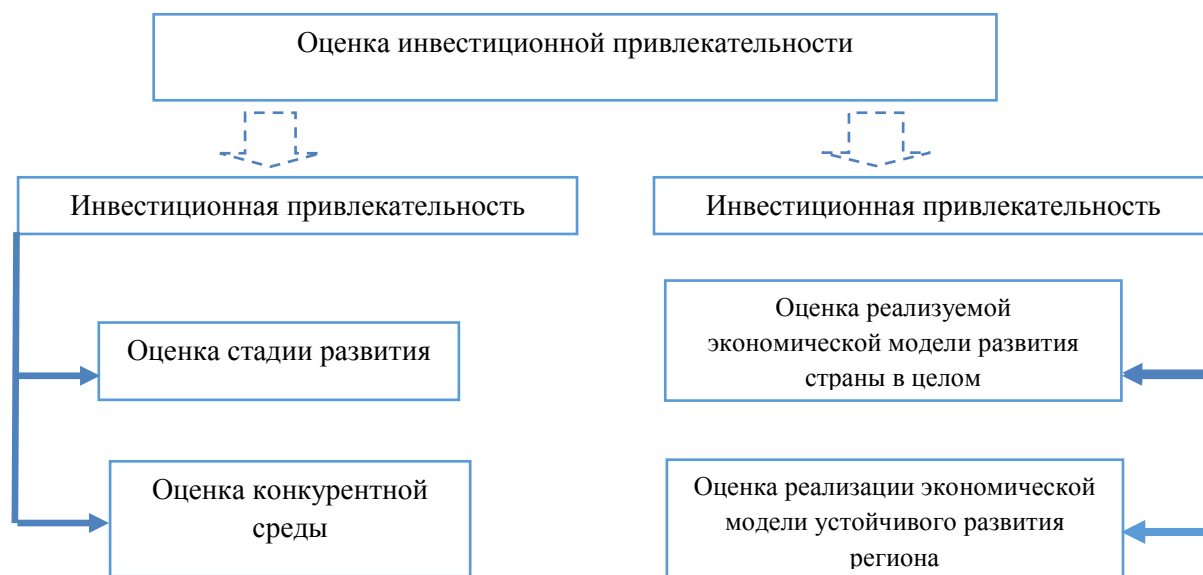 Оценка инвестиционной привлекательности
Инвестиционная привлекательность
Оценка стадии развития
Оценка конкурентной
среды
Инвестиционная привлекательность
Оценка реализуемой
экономической модели развития
страны в целом
Оценка реализации экономической
модели устойчивого развития
региона